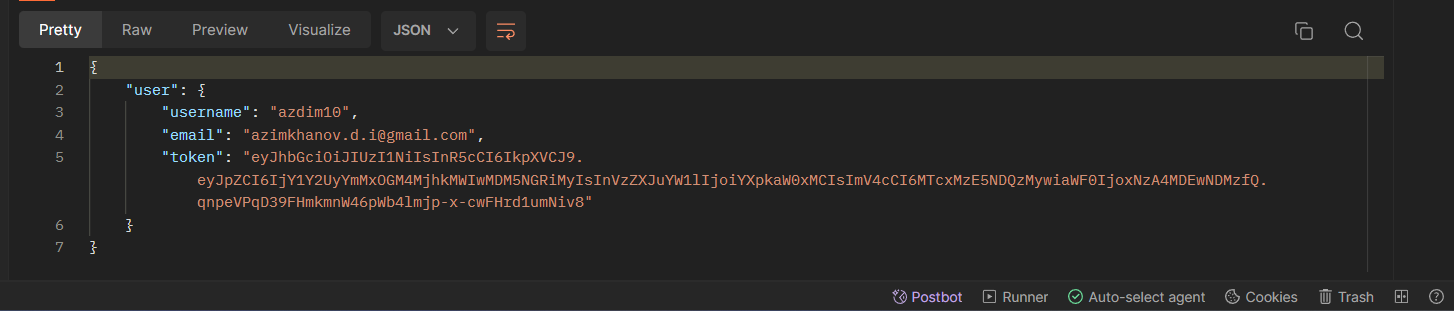 Pretty Raw Preview Visualize JSON
1 {
2 "user": {
3 "username": "azdim10",
4 "email": "azimkhanov.d.i@gmail.com",
5 "token": "eyJhbGciOiJIUzI1NiIsInR5cCI6IkpXVCJ9.
eyJpZCI6IjY1Y2UyYmMxOGM4MjhkMWIwMDM5NGRiMyIsInVzZXJuYW1lIjoiYXpkaW0xMCIsImV4cCI6MTcxMzE5NDQzMywiaWF0IjoxNzA4MDEwNDMzfQ.
qnpeVPqD39FHmkmnW46pWb4lmjp-x-cwFHrd1umNiv8"
6 }
7 }
Postbot Runner Auto-select agent Cookies Trash